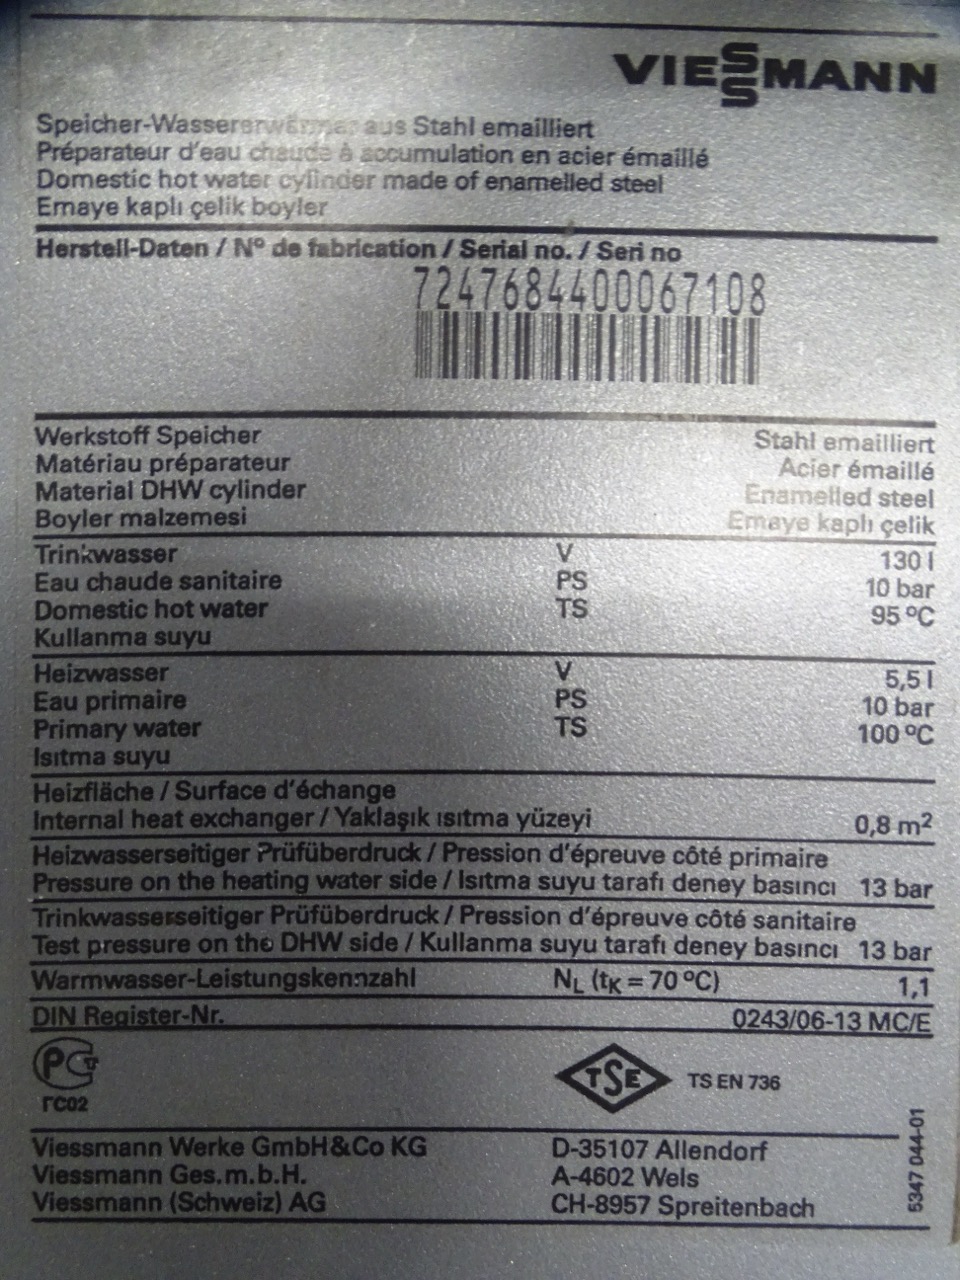 VIESSMANN
Speicher-Wassererwärmer aus Stahl emailliert
Préparateur d'eau chaude à accumulation en acier émaillé
Domestic hot water cylinder made of enamelled steel
Emaye kaplı çelik boyler
Herstell-Daten / Nº de fabrication / Serial no. / Seri no
7247684400067108
Werkstoff Speicher Stahl emailliert
Matériau préparateur Acier émaillé
Material DHW cylinder Enamelled steel
Boyler malzemesi Emaye kaplı çelik
Trinkwasser V 130 l
Eau chaude sanitaire PS 10 bar
Domestic hot water TS 95 ºC
Kullanma suyu
Heizwasser V 5,5 l
Eau primaire PS 10 bar
Primary water TS 100 ºC
Isıtma suyu
Heizfläche / Surface d'échange
Internal heat exchanger / Yaklaşık ısıtma yüzeyi 0,8 m²
Heizwasserseitiger Prüfüberdruck / Pression d'épreuve côté primaire
Pressure on the heating water side / Isıtma suyu tarafı deney basıncı 13 bar
Trinkwasserseitiger Prüfüberdruck / Pression d'épreuve côté sanitaire
Test pressure on the DHW side / Kullanma suyu tarafı deney basıncı 13 bar
Warmwasser-Leistungskennzahl NL (tK = 70 ºC) 1,1
DIN Register-Nr. 0243/06-13 MC/E
РСТ
ГС02
TSE TS EN 736
Viessmann Werke GmbH&Co KG D-35107 Allendorf
Viessmann Ges.m.b.H. A-4602 Wels
Viessmann (Schweiz) AG CH-8957 Spreitenbach
5347 044-01